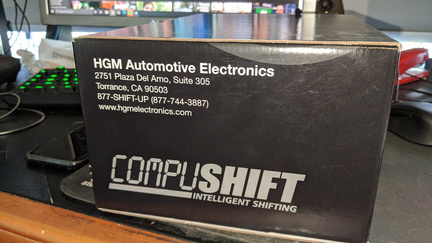 HGM Automotive Electronics
2751 Plaza Del Amo, Suite 305
Torrance, CA 90503
877-SHIFT-UP (877-744-3887)
www.hgmelectronics.com
COMPUSHIFT
INTELLIGENT SHIFTING